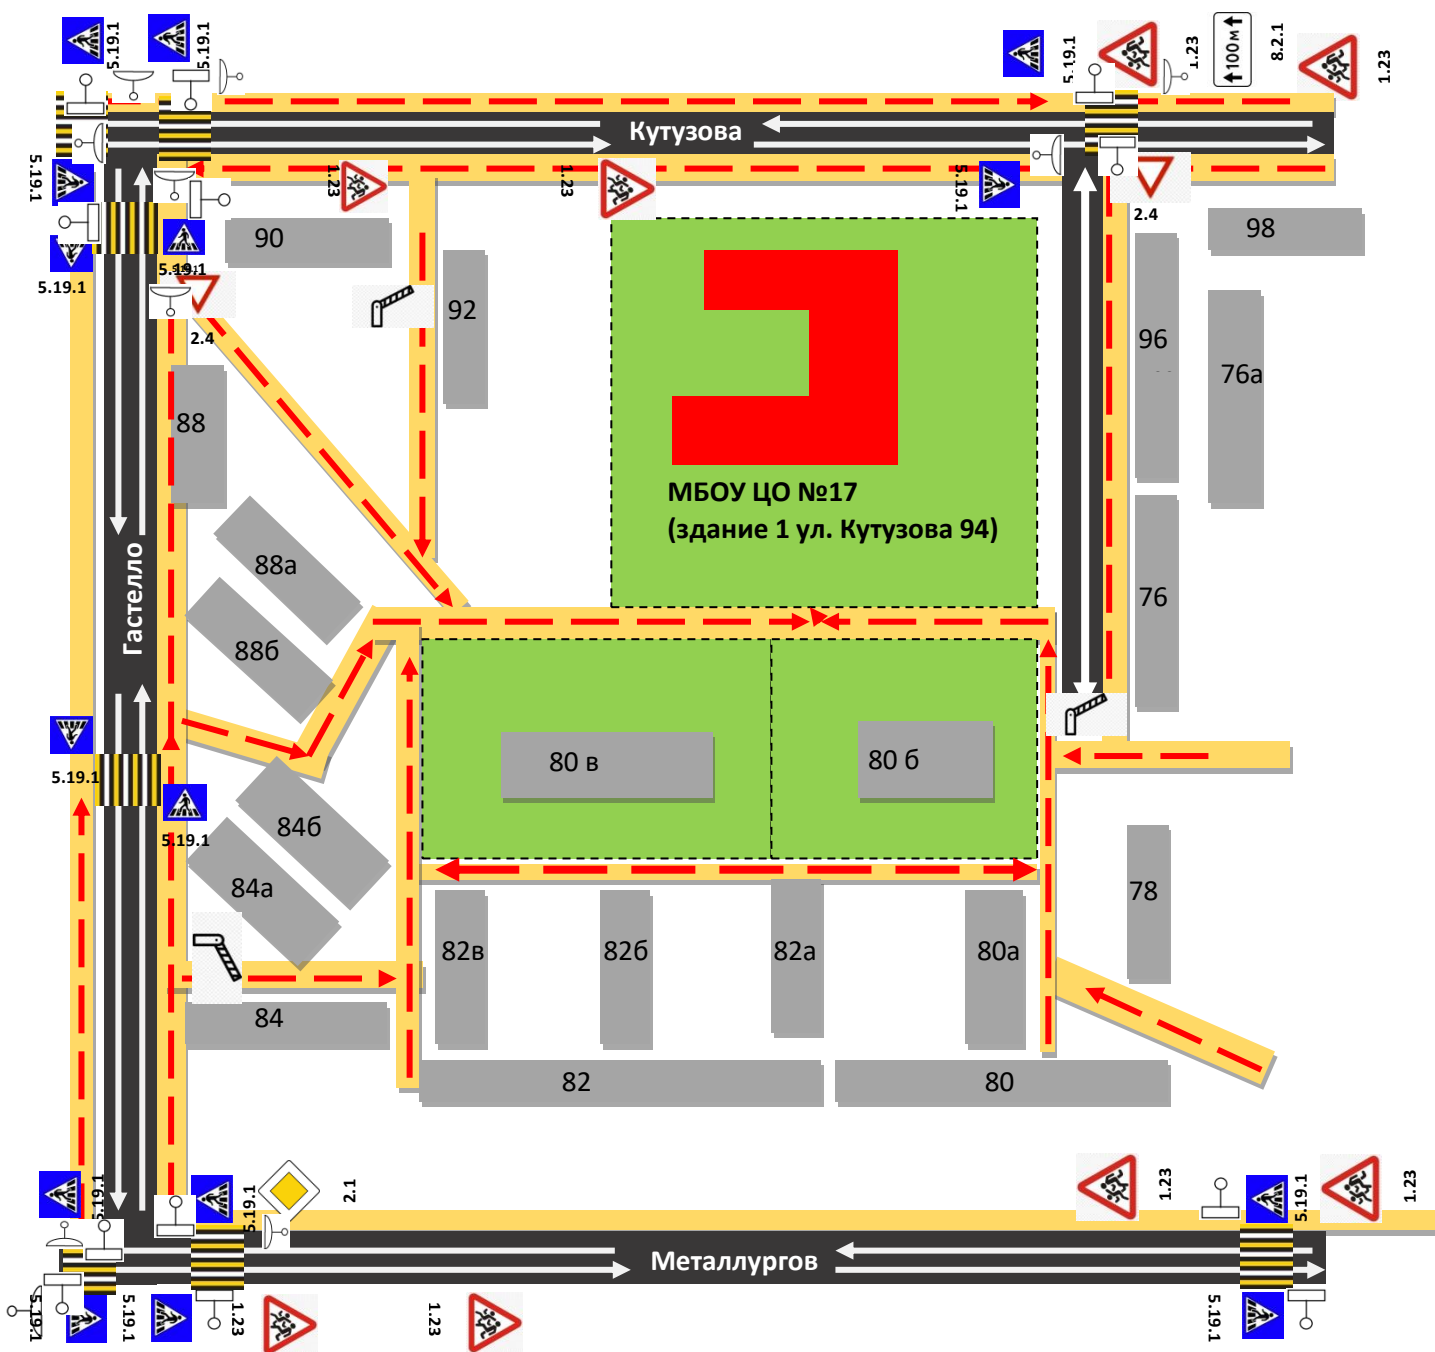 5.19.1
5.19.1
5.19.1
1.23
100м
8.2.1
1.23
Кутузова
5.19.1
1.23
1.23
5.19.1
2.4
90
98
5.19.1
5.19.1
92
2.4
96
76а
88
МБОУ ЦО №17
(здание 1 ул. Кутузова 94)
Гастелло
88а
88б
76
80 в
80 б
5.19.1
5.19.1
84б
84а
78
82в
82б
82а
80а
84
82
80
5.19.1
5.19.1
2.1
1.23
5.19.1
1.23
Металлургов
5.19.1
5.19.1
1.23
1.23
5.19.1